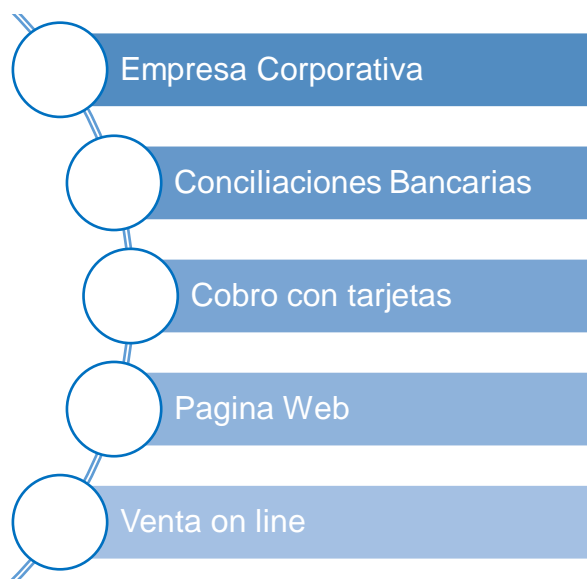 Empresa Corporativa
Conciliaciones Bancarias
Cobro con tarjetas
Pagina Web
Venta on line